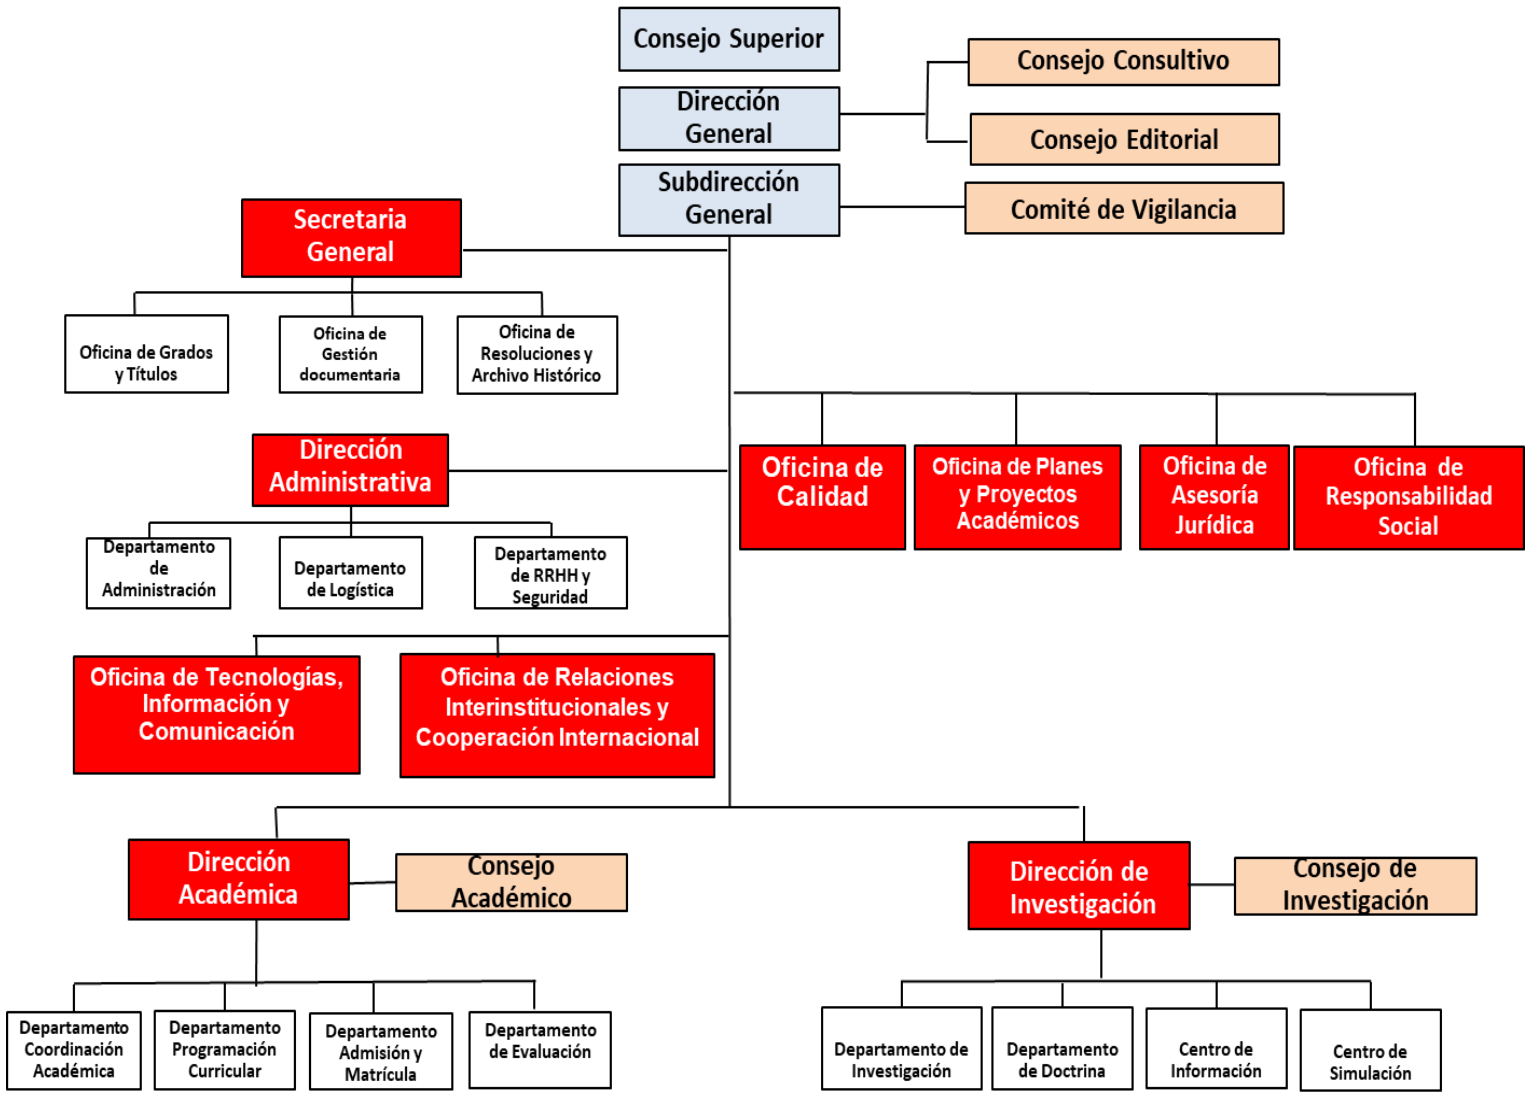 Consejo Superior
Dirección
General
Subdirección
General
Consejo Consultivo
Consejo Editorial
Comité de Vigilancia
Secretaria
General
Oficina de Grados
y Títulos
Oficina de
Gestión
documentaria
Oficina de
Resoluciones y
Archivo Histórico
Oficina de
Calidad
Oficina de Planes
y Proyectos
Académicos
Oficina de
Asesoría
Jurídica
Oficina de
Responsabilidad
Social
Dirección
Administrativa
Departamento
de
Administración
Departamento
de Logística
Departamento
de RRHH y
Seguridad
Oficina de Tecnologías,
Información y
Comunicación
Oficina de Relaciones
Interinstitucionales y
Cooperación Internacional
Dirección
Académica
Consejo
Académico
Dirección de
Investigación
Consejo de
Investigación
Departamento
Coordinación
Académica
Departamento
Programación
Curricular
Departamento
Admisión y
Matrícula
Departamento
de Evaluación
Departamento de
Investigación
Departamento
de Doctrina
Centro de
Información
Centro de
Simulación